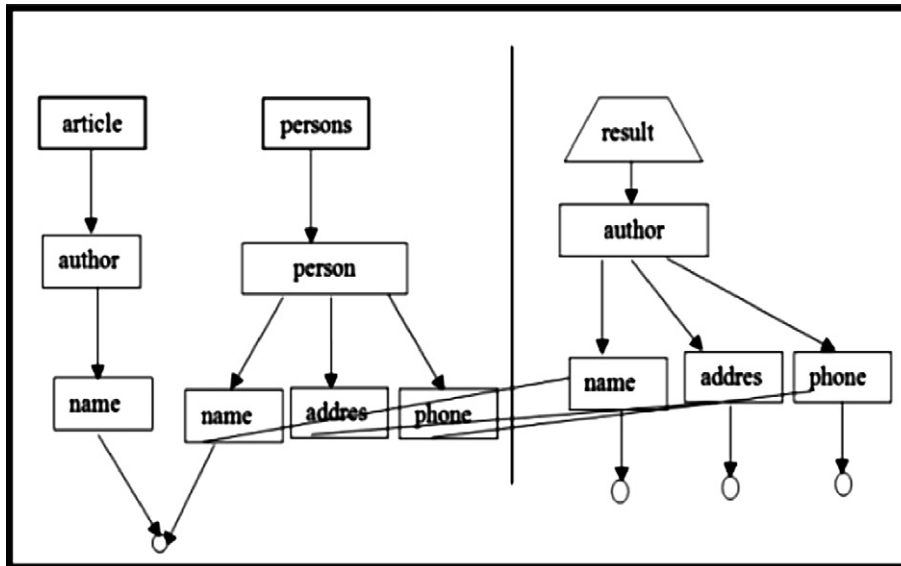 article
persons
result
author
author
person
name
name
addres
phone
name
addres
phone